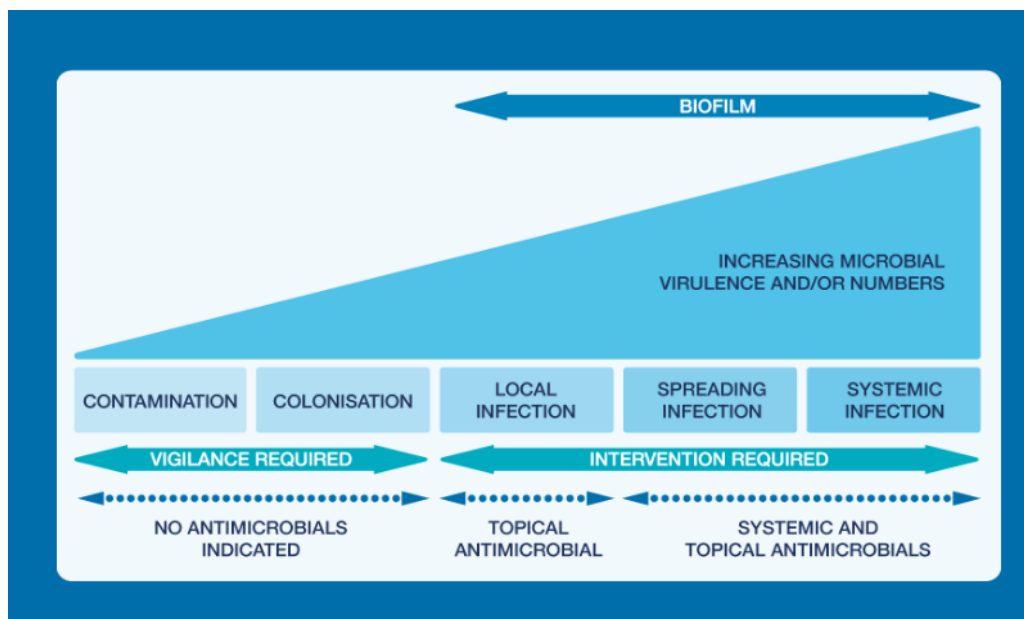 BIOFILM
INCREASING MICROBIAL
VIRULENCE AND/OR NUMBERS
CONTAMINATION
COLONISATION
LOCAL
INFECTION
SPREADING
INFECTION
SYSTEMIC
INFECTION
VIGILANCE REQUIRED
INTERVENTION REQUIRED
NO ANTIMICROBIALS
INDICATED
TOPICAL
ANTIMICROBIAL
SYSTEMIC AND
TOPICAL ANTIMICROBIALS